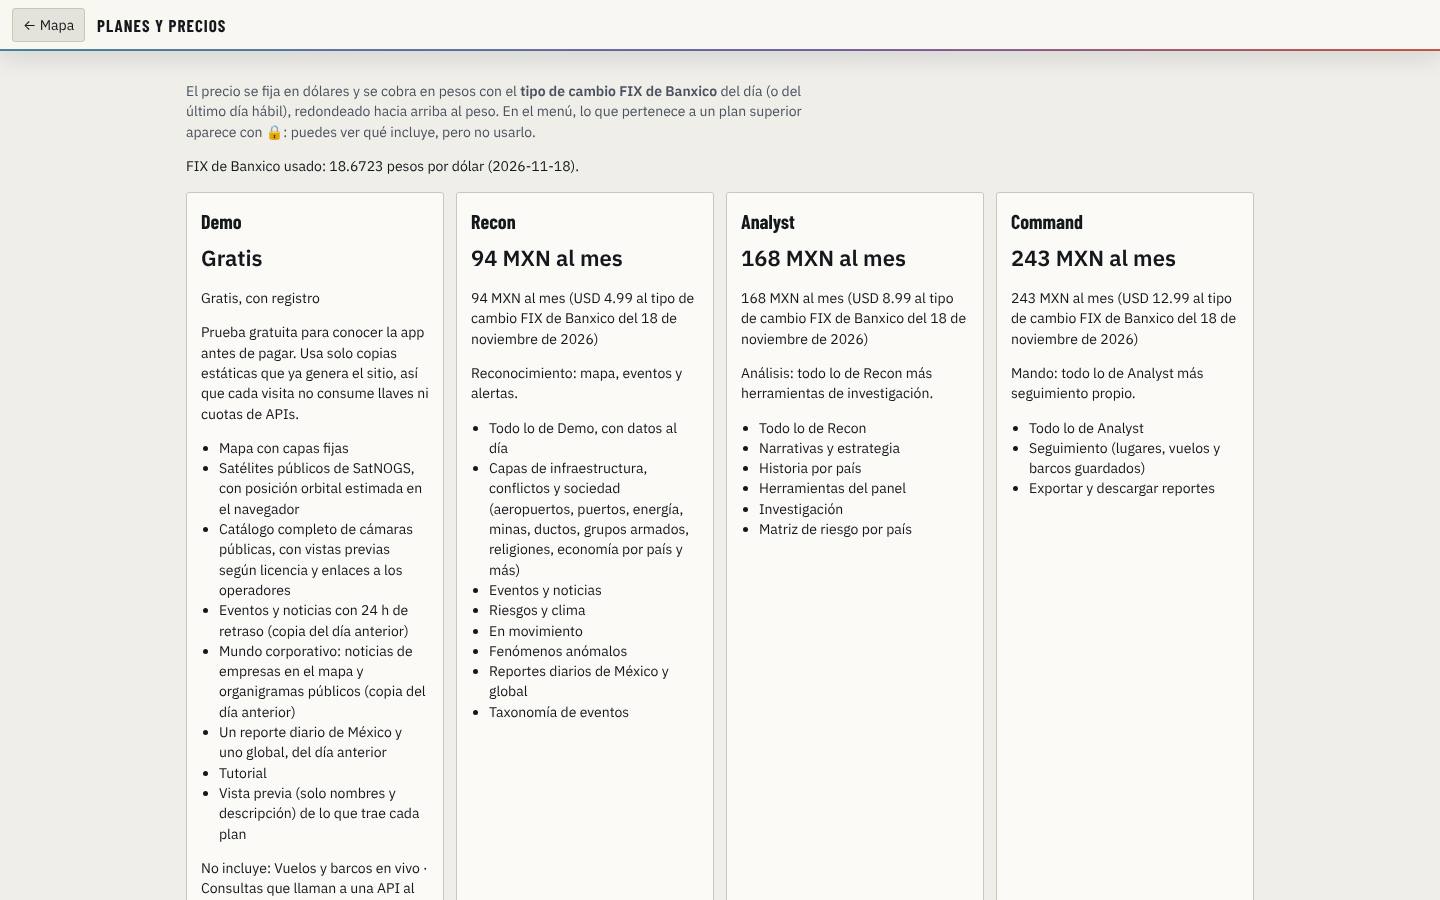 ← Mapa
PLANES Y PRECIOS
El precio se fija en dólares y se cobra en pesos con el tipo de cambio FIX de Banxico del día (o del
último día hábil), redondeado hacia arriba al peso. En el menú, lo que pertenece a un plan superior
aparece con 🔒: puedes ver qué incluye, pero no usarlo.
FIX de Banxico usado: 18.6723 pesos por dólar (2026-11-18).
Demo
Gratis
Gratis, con registro
Prueba gratuita para conocer la app
antes de pagar. Usa solo copias
estáticas que ya genera el sitio, así
que cada visita no consume llaves ni
cuotas de APIs.
• Mapa con capas fijas
• Satélites públicos de SatNOGS,
con posición orbital estimada en
el navegador
• Catálogo completo de cámaras
públicas, con vistas previas
según licencia y enlaces a los
operadores
• Eventos y noticias con 24 h de
retraso (copia del día anterior)
• Mundo corporativo: noticias de
empresas en el mapa y
organigramas públicos (copia del
día anterior)
• Un reporte diario de México y
uno global, del día anterior
• Tutorial
• Vista previa (solo nombres y
descripción) de lo que trae cada
plan
No incluye: Vuelos y barcos en vivo ·
Consultas que llaman a una API al
Recon
94 MXN al mes
94 MXN al mes (USD 4.99 al tipo de
cambio FIX de Banxico del 18 de
noviembre de 2026)
Reconocimiento: mapa, eventos y
alertas.
• Todo lo de Demo, con datos al
día
• Capas de infraestructura,
conflictos y sociedad
(aeropuertos, puertos, energía,
minas, ductos, grupos armados,
religiones, economía por país y
más)
• Eventos y noticias
• Riesgos y clima
• En movimiento
• Fenómenos anómalos
• Reportes diarios de México y
global
• Taxonomía de eventos
Analyst
168 MXN al mes
168 MXN al mes (USD 8.99 al tipo
de cambio FIX de Banxico del 18 de
noviembre de 2026)
Análisis: todo lo de Recon más
herramientas de investigación.
• Todo lo de Recon
• Narrativas y estrategia
• Historia por país
• Herramientas del panel
• Investigación
• Matriz de riesgo por país
Command
243 MXN al mes
243 MXN al mes (USD 12.99 al tipo
de cambio FIX de Banxico del 18 de
noviembre de 2026)
Mando: todo lo de Analyst más
seguimiento propio.
• Todo lo de Analyst
• Seguimiento (lugares, vuelos y
barcos guardados)
• Exportar y descargar reportes